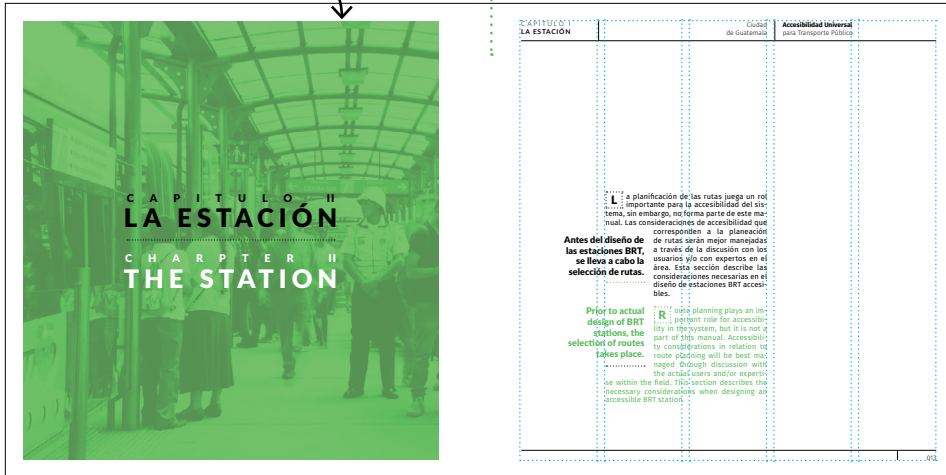 CAPITULO II
LA ESTACIÓN
CHARPTER II
THE STATION
CAPITULO I
LA ESTACIÓN
Ciudad
de Guatemala
Accesibilidad Universal
para Transporte Público
La planificación de las rutas juega un rol
importante para la accesibilidad del sis-
tema, sin embargo, no forma parte de este ma-
nual. Las consideraciones de accesibilidad que
corresponden a la planeación
de rutas serán mejor manejadas
a través de la discusión con los
usuarios y/o con expertos en el
área. Esta sección describe las
consideraciones necesarias en el
diseño de estaciones BRT accesi-
bles.
Antes del diseño de
las estaciones BRT,
se lleva a cabo la
selección de rutas.
Prior to actual
design of BRT
stations, the
selection of routes
takes place.
Route planning plays an im-
portant role for accessibi-
lity in the system, but it is not a
part of this manual. Accessibili-
ty considerations in relation to
route planning will be best ma-
naged through discussion with
the actual users and/or experti-
se within the field. This section describes the
necessary considerations when designing an
accessible BRT station.
013